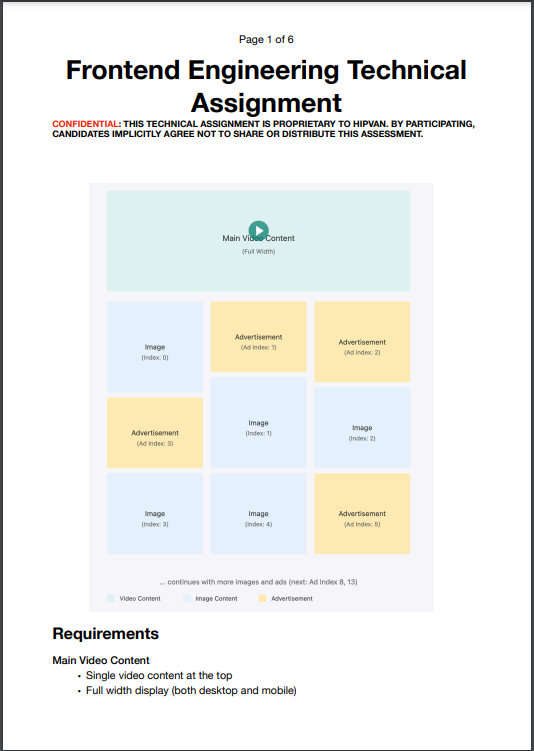 Page 1 of 6
Frontend Engineering Technical
Assignment
CONFIDENTIAL: THIS TECHNICAL ASSIGNMENT IS PROPRIETARY TO HIPVAN. BY PARTICIPATING,
CANDIDATES IMPLICITLY AGREE NOT TO SHARE OR DISTRIBUTE THIS ASSESSMENT.
Main Video Content
(Full Width)
Image
(Index: 0)
Advertisement
(Ad Index: 1)
Advertisement
(Ad Index: 2)
Advertisement
(Ad Index: 3)
Image
(Index: 1)
Image
(Index: 2)
Image
(Index: 3)
Image
(Index: 4)
Advertisement
(Ad Index: 5)
... continues with more images and ads (next: Ad Index 8, 13)
Video Content
Image Content
Advertisement
Requirements
Main Video Content
• Single video content at the top
• Full width display (both desktop and mobile)